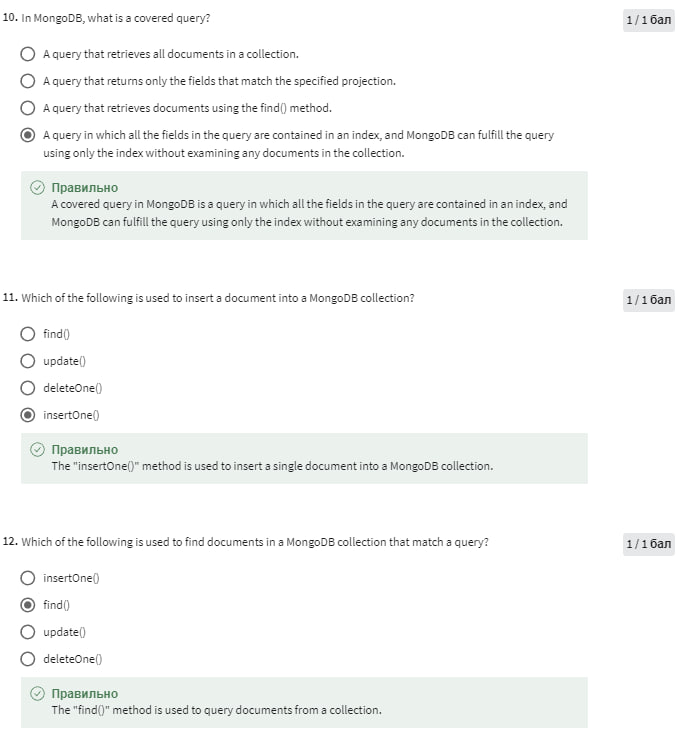 10. In MongoDB, what is a covered query?
1 / 1 бал
A query that retrieves all documents in a collection.
A query that returns only the fields that match the specified projection.
A query that retrieves documents using the find() method.
A query in which all the fields in the query are contained in an index, and MongoDB can fulfill the query
using only the index without examining any documents in the collection.
Правильно
A covered query in MongoDB is a query in which all the fields in the query are contained in an index, and
MongoDB can fulfill the query using only the index without examining any documents in the collection.
11. Which of the following is used to insert a document into a MongoDB collection?
1 / 1 бал
find()
update()
deleteOne()
insertOne()
Правильно
The "insertOne()" method is used to insert a single document into a MongoDB collection.
12. Which of the following is used to find documents in a MongoDB collection that match a query?
1 / 1 бал
insertOne()
find()
update()
deleteOne()
Правильно
The "find()" method is used to query documents from a collection.